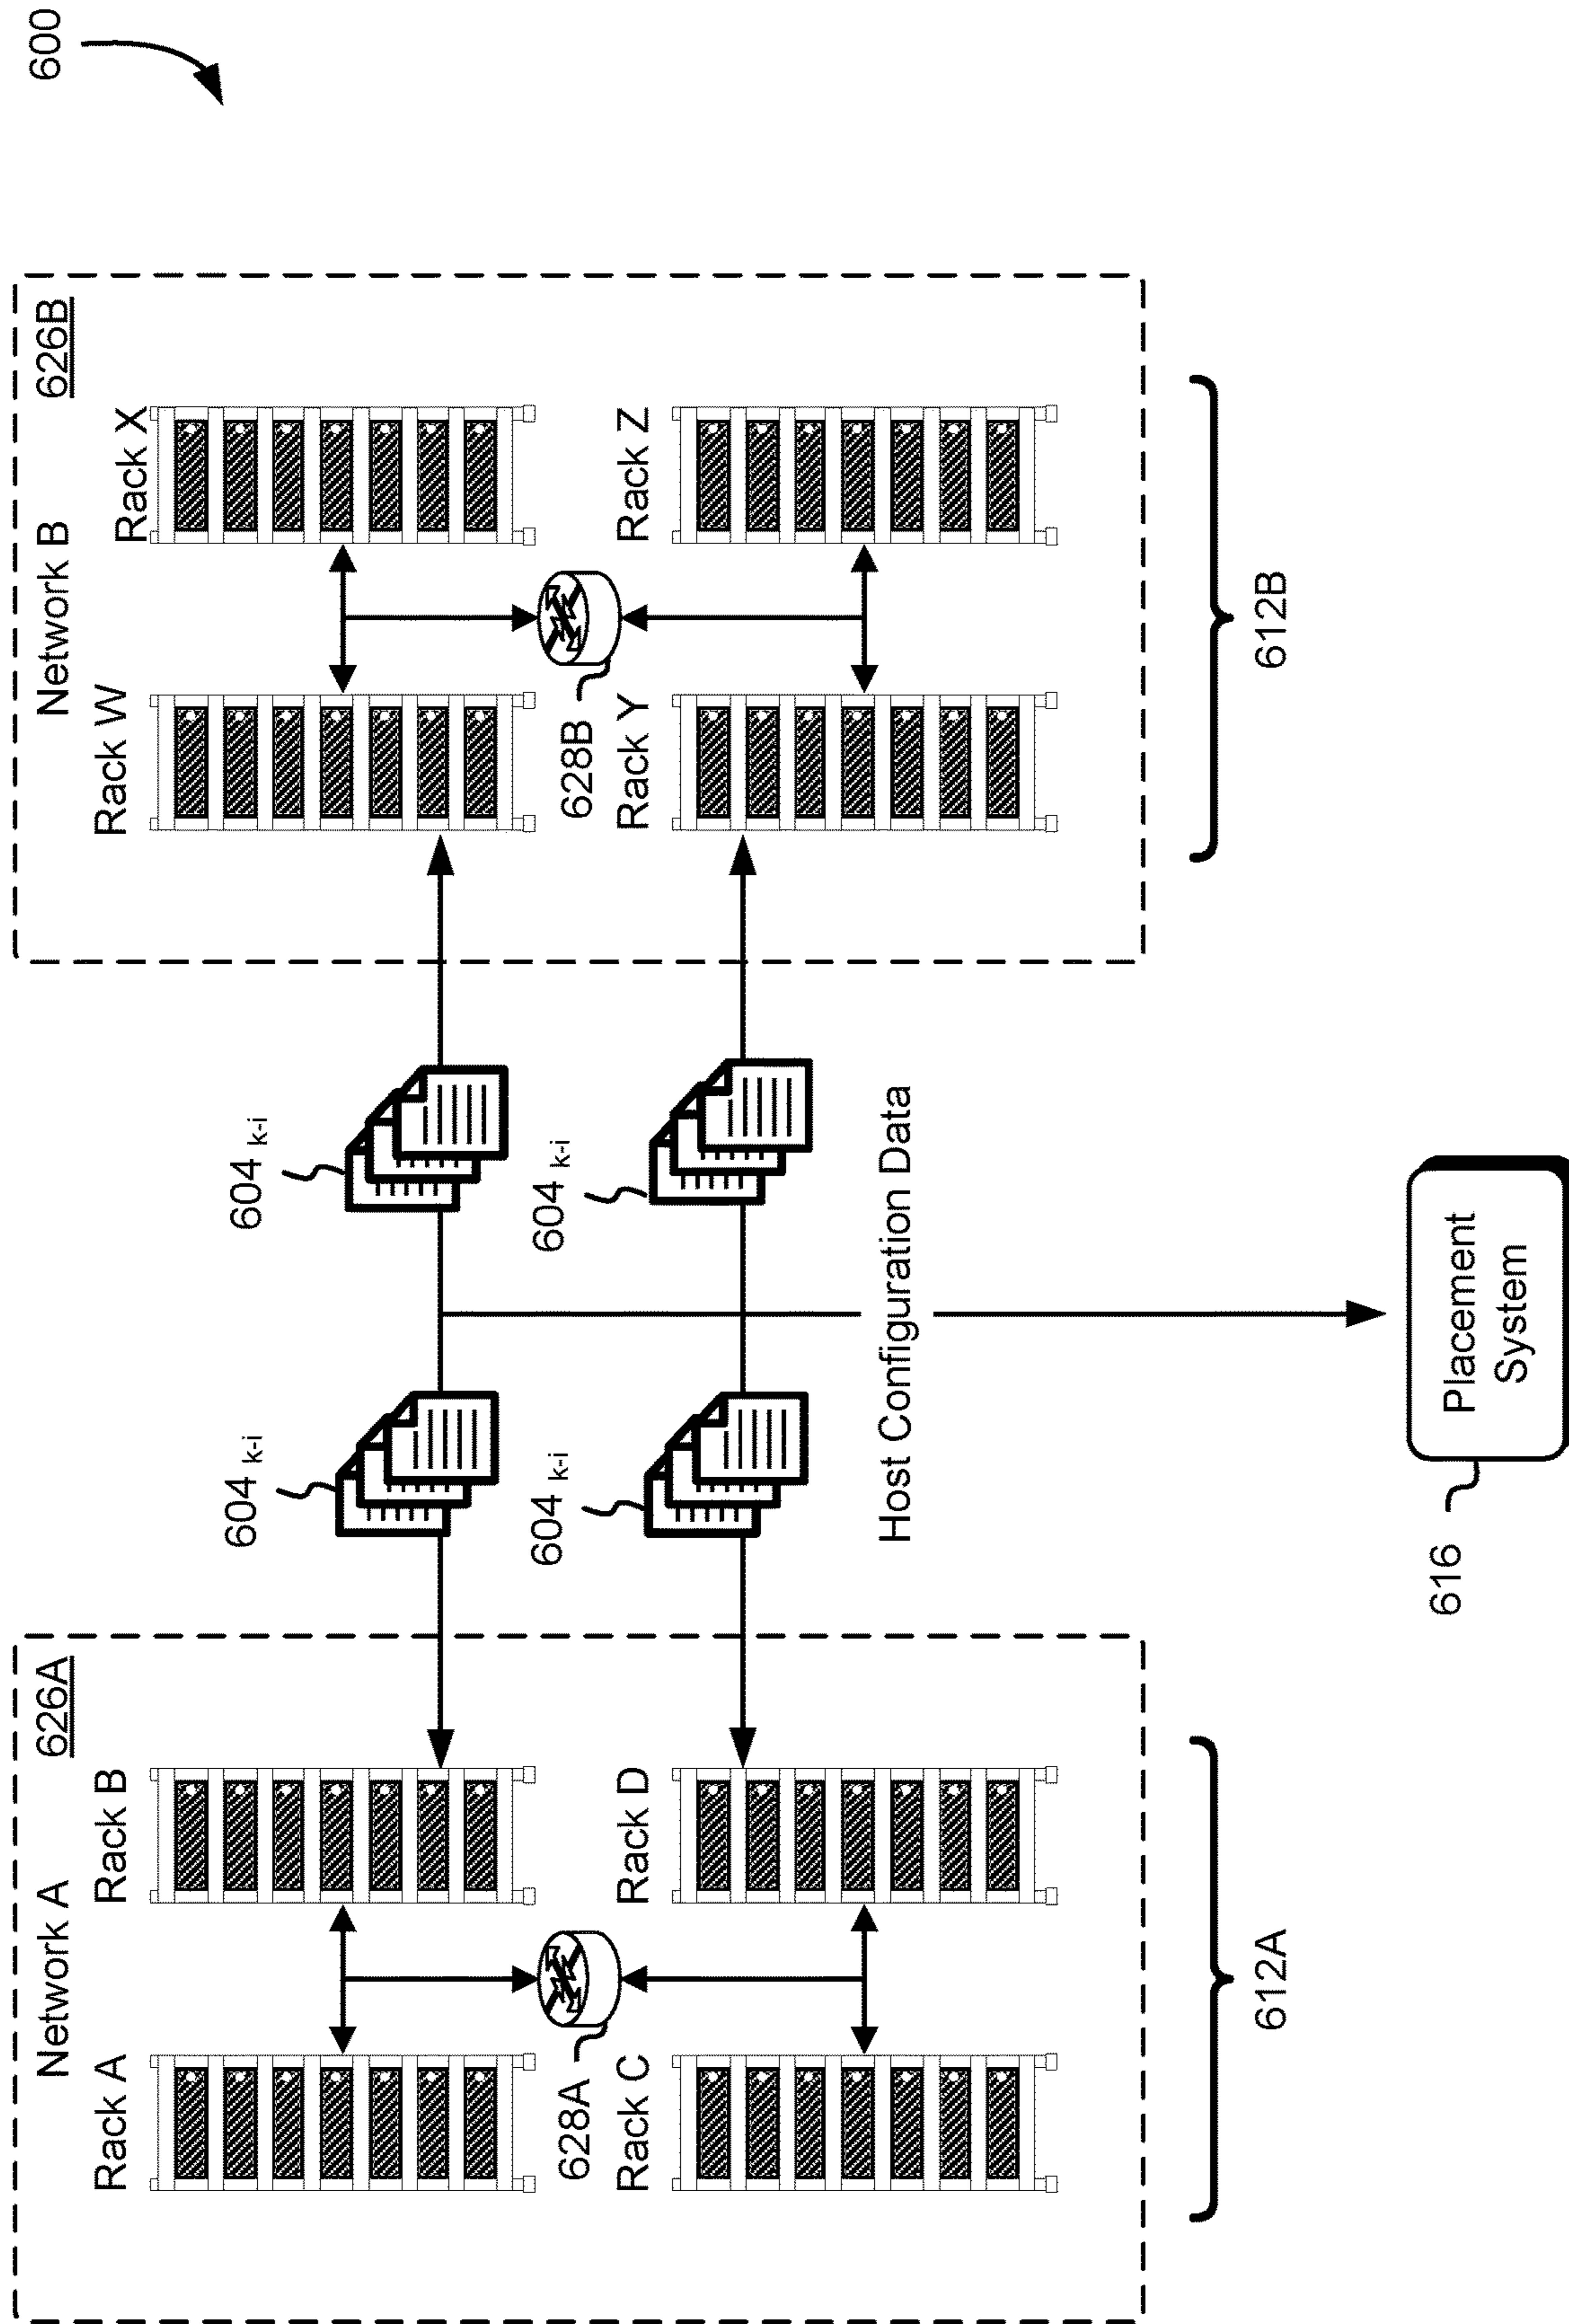 600
Network A
626A
Network B
626B
Rack A
Rack B
Rack W
Rack X
604 k-i
604 k-i
628A
628B
604 k-i
604 k-i
Rack C
Rack D
Rack Y
Rack Z
Host Configuration Data
612A
612B
616
Placement
System